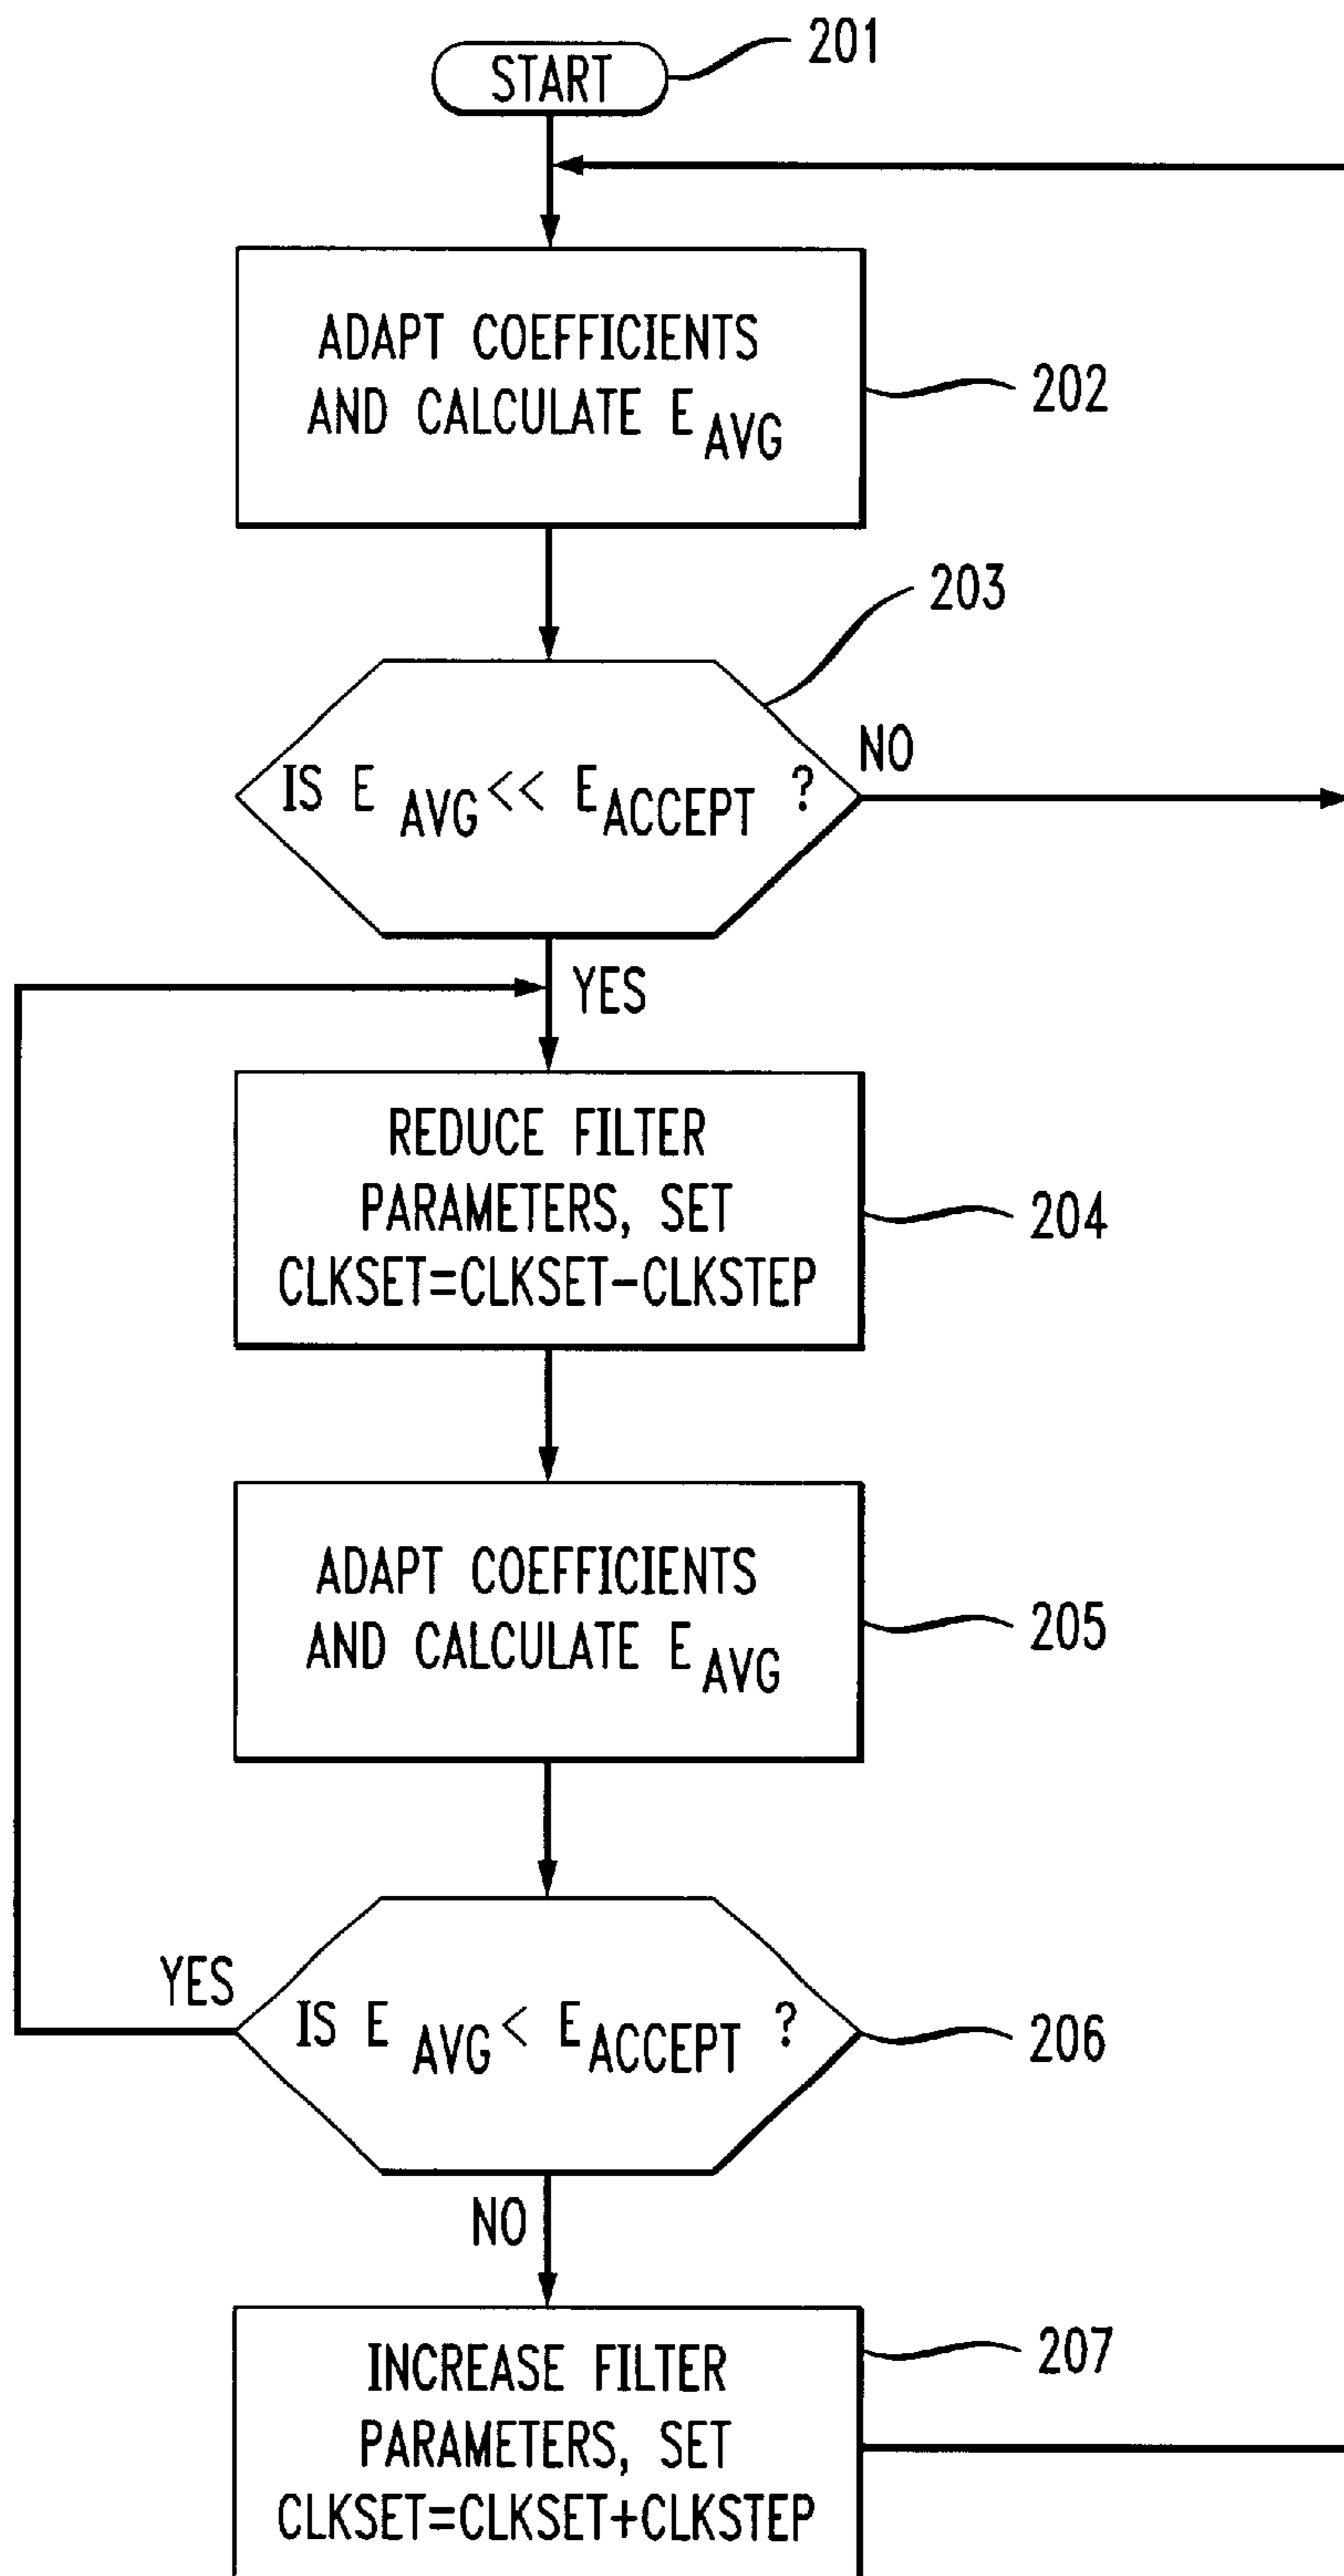 START
201
ADAPT COEFFICIENTS
AND CALCULATE E AVG
202
203
IS E AVG << E ACCEPT ?
NO
YES
REDUCE FILTER
PARAMETERS, SET
CLKSET=CLKSET-CLKSTEP
204
ADAPT COEFFICIENTS
AND CALCULATE E AVG
205
YES
IS E AVG < E ACCEPT ?
206
NO
INCREASE FILTER
PARAMETERS, SET
CLKSET=CLKSET+CLKSTEP
207